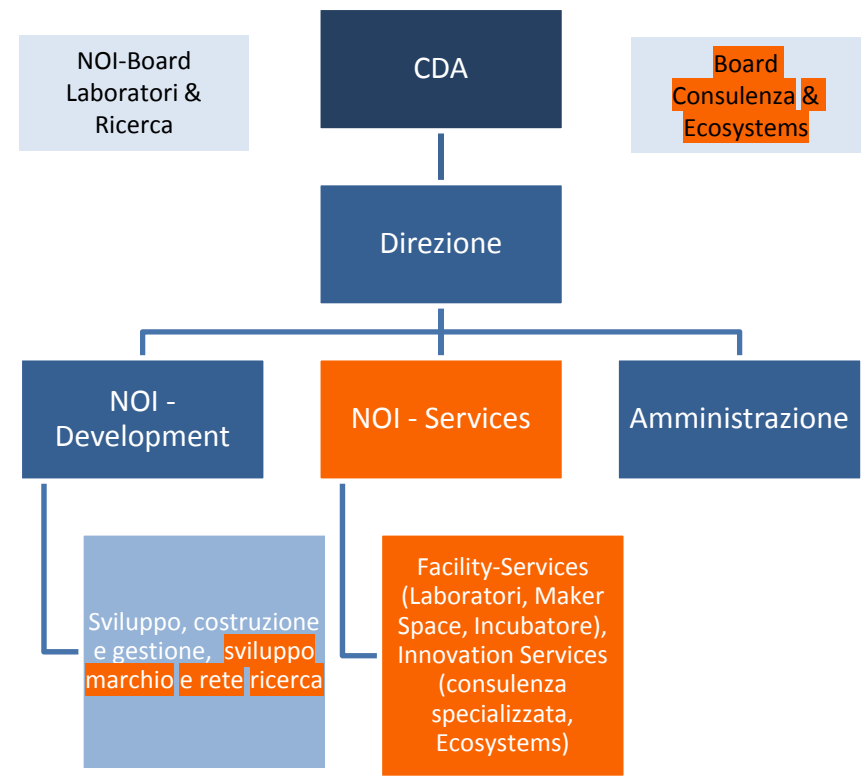 NOI-Board
Laboratori &
Ricerca
CDA
Board
Consulenza &
Ecosystems
Direzione
NOI -
Development
NOI - Services
Amministrazione
Sviluppo, costruzione
e gestione, sviluppo
marchio e rete ricerca
Facility-Services
(Laboratori, Maker
Space, Incubatore),
Innovation Services
(consulenza
specializzata,
Ecosystems)